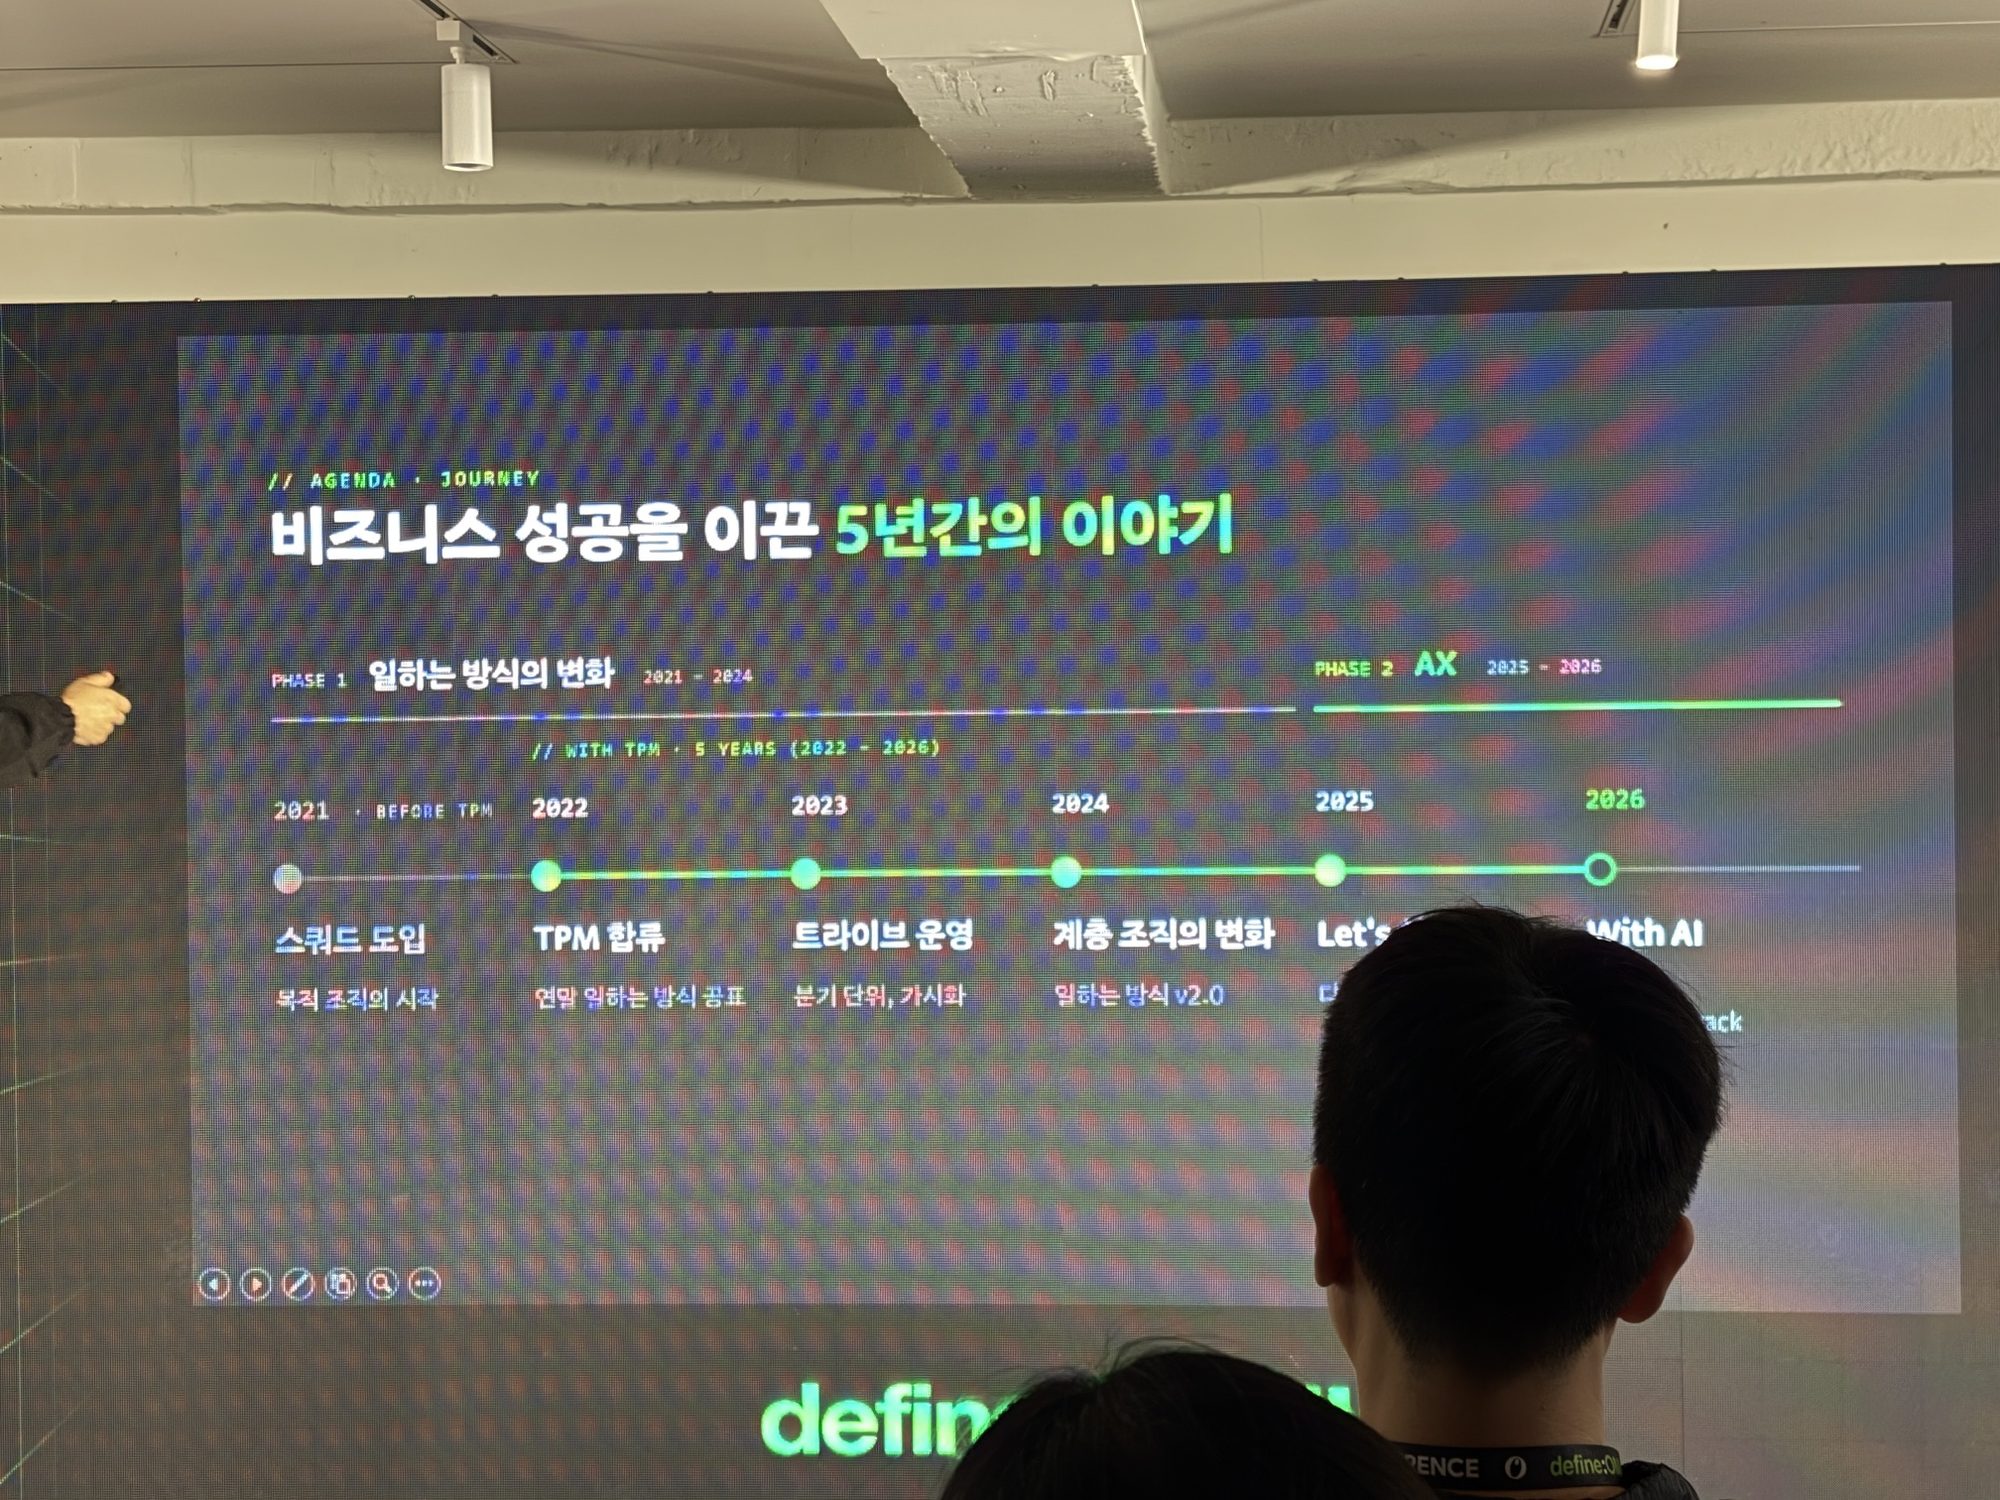 // AGENDA · JOURNEY
비즈니스 성공을 이끈 5년간의 이야기
PHASE 1 일하는 방식의 변화 2021 - 2024
PHASE 2 AX 2025 - 2026
// WITH TPM · 5 YEARS (2022 - 2026)
2021 · BEFORE TPM
2022
2023
2024
2025
2026
스쿼드 도입
TPM 합류
트라이브 운영
계층 조직의 변화
Let's
With AI
목적 조직의 시작
연말 일하는 방식 공표
분기 단위, 가시화
일하는 방식 v2.0
define: